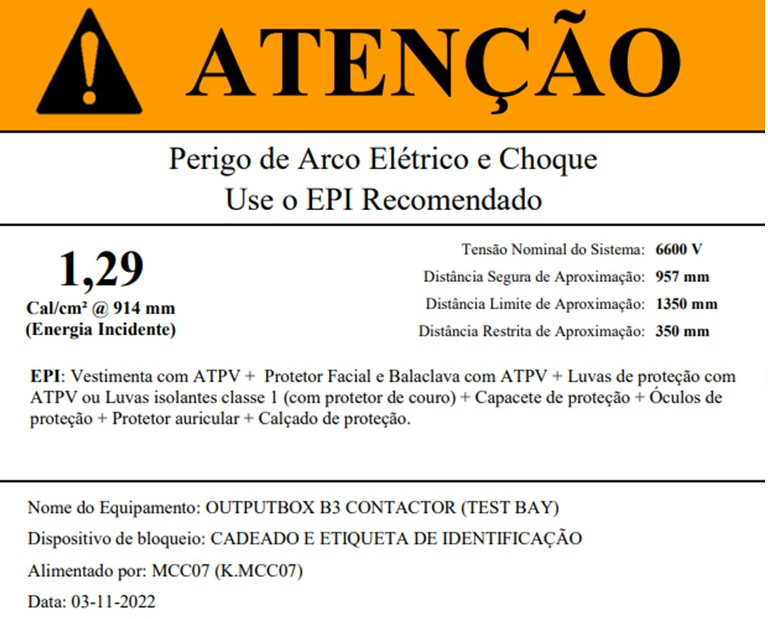 ATENÇÃO
Perigo de Arco Elétrico e Choque
Use o EPI Recomendado
1,29
Cal/cm² @ 914 mm
(Energia Incidente)
Tensão Nominal do Sistema: 6600 V
Distância Segura de Aproximação: 957 mm
Distância Limite de Aproximação: 1350 mm
Distância Restrita de Aproximação: 350 mm
EPI: Vestimenta com ATPV + Protetor Facial e Balaclava com ATPV + Luvas de proteção com
ATPV ou Luvas isolantes classe 1 (com protetor de couro) + Capacete de proteção + Óculos de
proteção + Protetor auricular + Calçado de proteção.
Nome do Equipamento: OUTPUTBOX B3 CONTACTOR (TEST BAY)
Dispositivo de bloqueio: CADEADO E ETIQUETA DE IDENTIFICAÇÃO
Alimentado por: MCC07 (K.MCC07)
Data: 03-11-2022